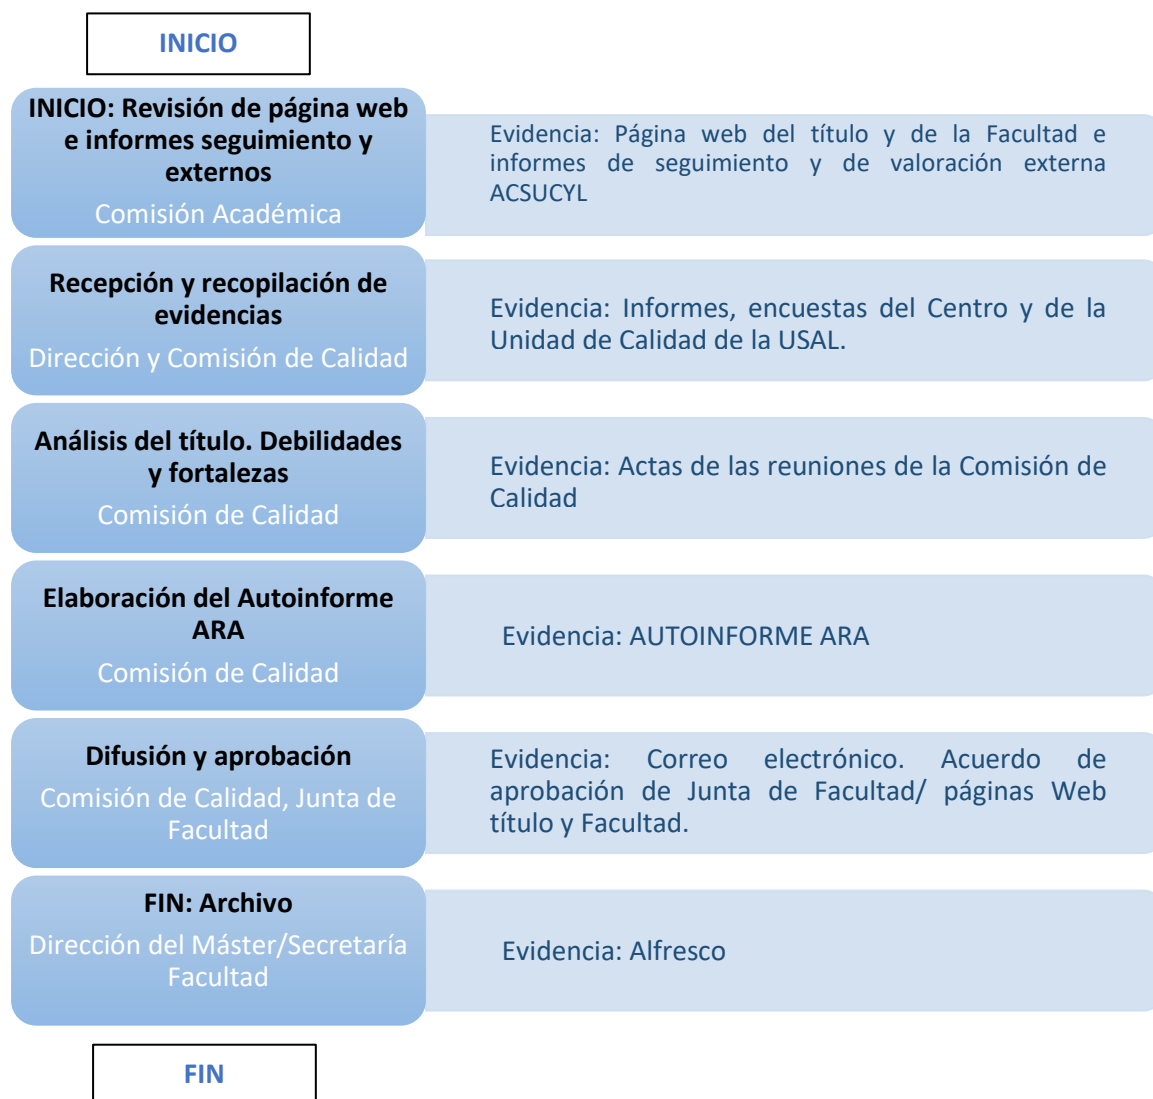 INICIO
INICIO: Revisión de página web
e informes seguimiento y
externos
Comisión Académica
Evidencia: Página web del título y de la Facultad e
informes de seguimiento y de valoración externa
ACSUCYL
Recepción y recopilación de
evidencias
Dirección y Comisión de Calidad
Evidencia: Informes, encuestas del Centro y de la
Unidad de Calidad de la USAL.
Análisis del título. Debilidades
y fortalezas
Comisión de Calidad
Evidencia: Actas de las reuniones de la Comisión de
Calidad
Elaboración del Autoinforme
ARA
Comisión de Calidad
Evidencia: AUTOINFORME ARA
Difusión y aprobación
Comisión de Calidad, Junta de
Facultad
Evidencia: Correo electrónico. Acuerdo de
aprobación de Junta de Facultad/ páginas Web
título y Facultad.
FIN: Archivo
Dirección del Máster/Secretaría
Facultad
Evidencia: Alfresco
FIN